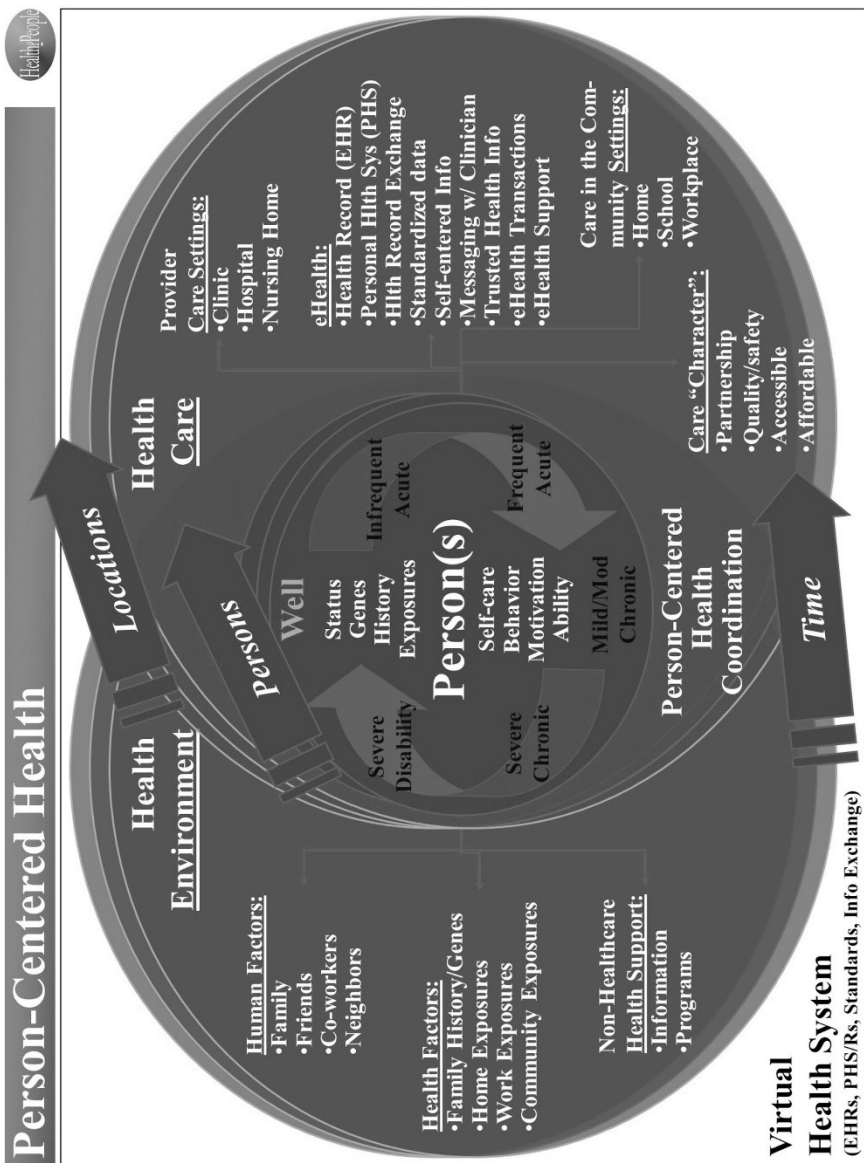 Person-Centered Health
HealthePeople
Locations
Persons
Time
Health
Environment
Human Factors:
•Family
•Friends
•Co-workers
•Neighbors
Health Factors:
•Family History/Genes
•Home Exposures
•Work Exposures
•Community Exposures
Non-Healthcare
Health Support:
•Information
•Programs
Well
Status
Genes
History
Exposures
Person(s)
Self-care
Behavior
Motivation
Ability
Infrequent
Acute
Frequent
Acute
Mild/Mod
Chronic
Severe
Chronic
Severe
Disability
Person-Centered
Health
Coordination
Health
Care
Provider
Care Settings:
•Clinic
•Hospital
•Nursing Home
eHealth:
•Health Record (EHR)
•Personal Hlth Sys (PHS)
•Hlth Record Exchange
•Standardized data
•Self-entered Info
•Messaging w/ Clinician
•Trusted Health Info
•eHealth Transactions
•eHealth Support
Care in the Com-
munity Settings:
•Home
•School
•Workplace
Care “Character”:
•Partnership
•Quality/safety
•Accessible
•Affordable
Virtual
Health System
(EHRs, PHS/Rs, Standards, Info Exchange)